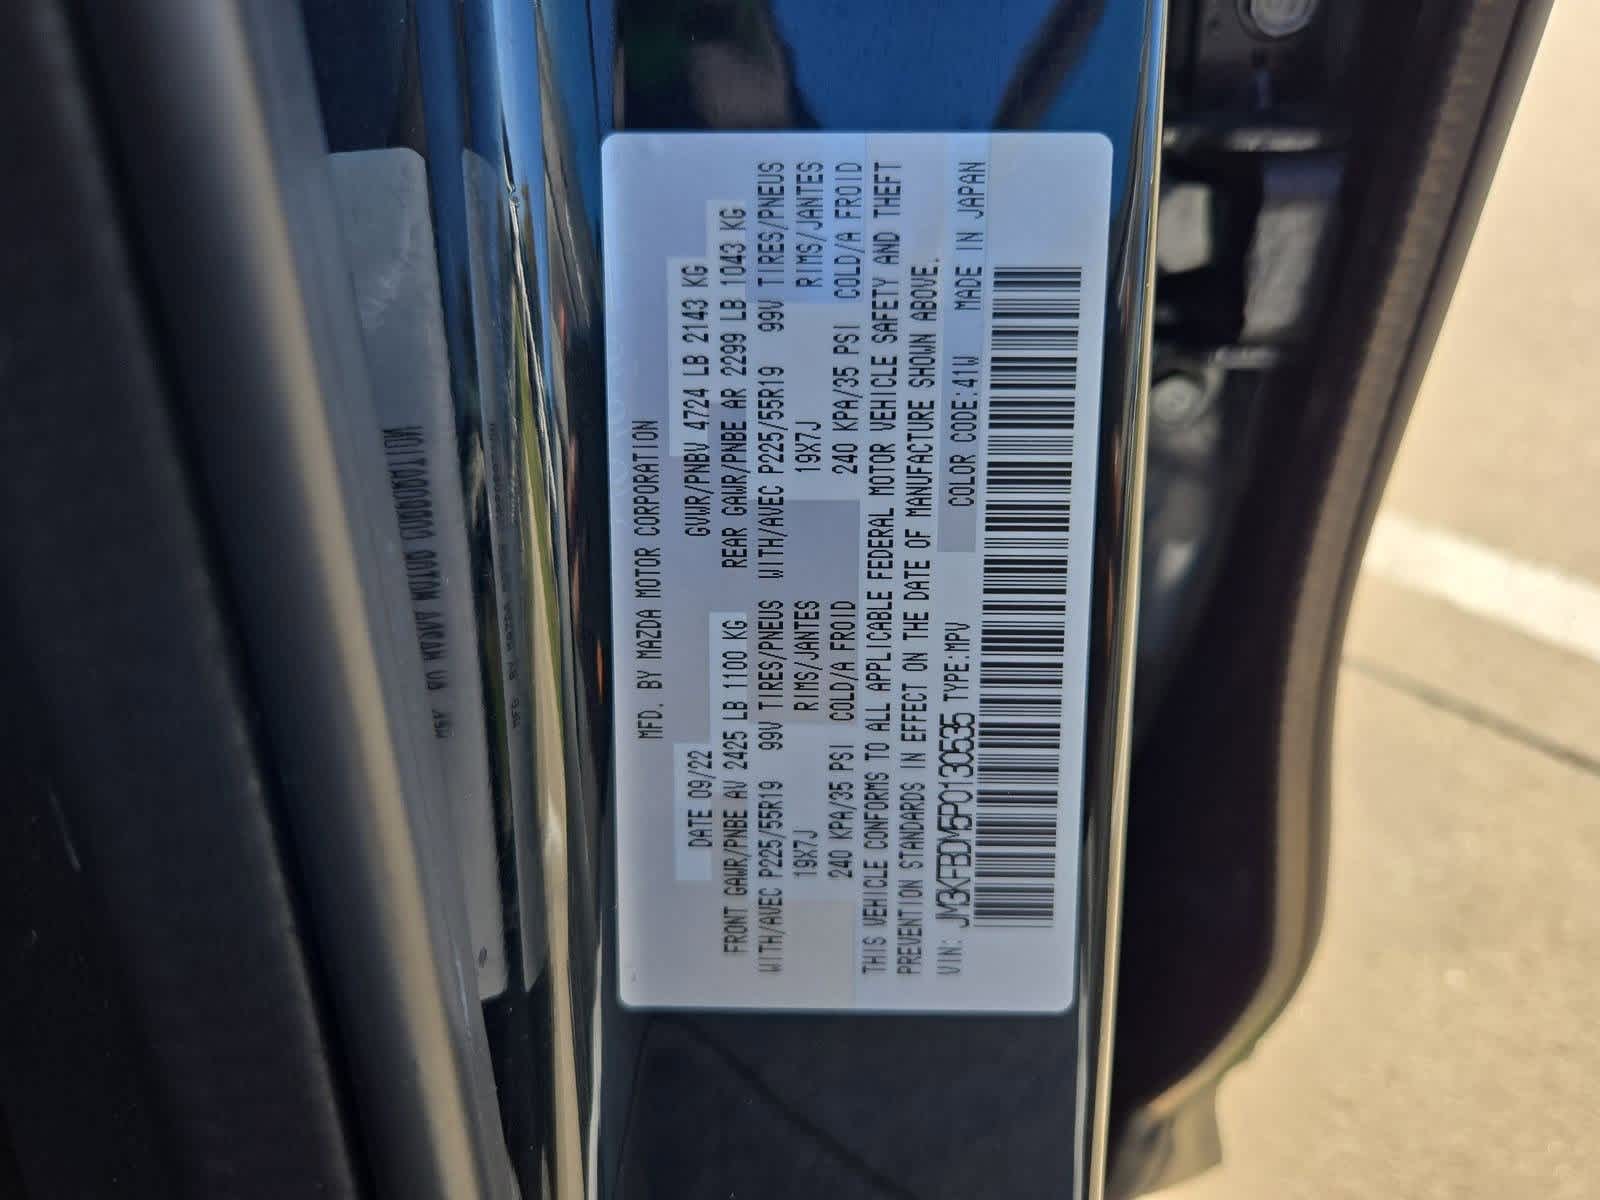 MFD. BY MAZDA MOTOR CORPORATION
DATE 09/22 GVWR/PNBV 4724 LB 2143 KG
FRONT GAWR/PNBE AV 2425 LB 1100 KG REAR GAWR/PNBE AR 2299 LB 1043 KG
WITH/AVEC P225/55R19 99V TIRES/PNEUS WITH/AVEC P225/55R19 99V TIRES/PNEUS
19X7J RIMS/JANTES 19X7J RIMS/JANTES
240 KPA/35 PSI COLD/A FROID 240 KPA/35 PSI COLD/A FROID
THIS VEHICLE CONFORMS TO ALL APPLICABLE FEDERAL MOTOR VEHICLE SAFETY AND THEFT
PREVENTION STANDARDS IN EFFECT ON THE DATE OF MANUFACTURE SHOWN ABOVE.
VIN: JM3KFBDM5P0130535 TYPE:MPV COLOR CODE:41W MADE IN JAPAN